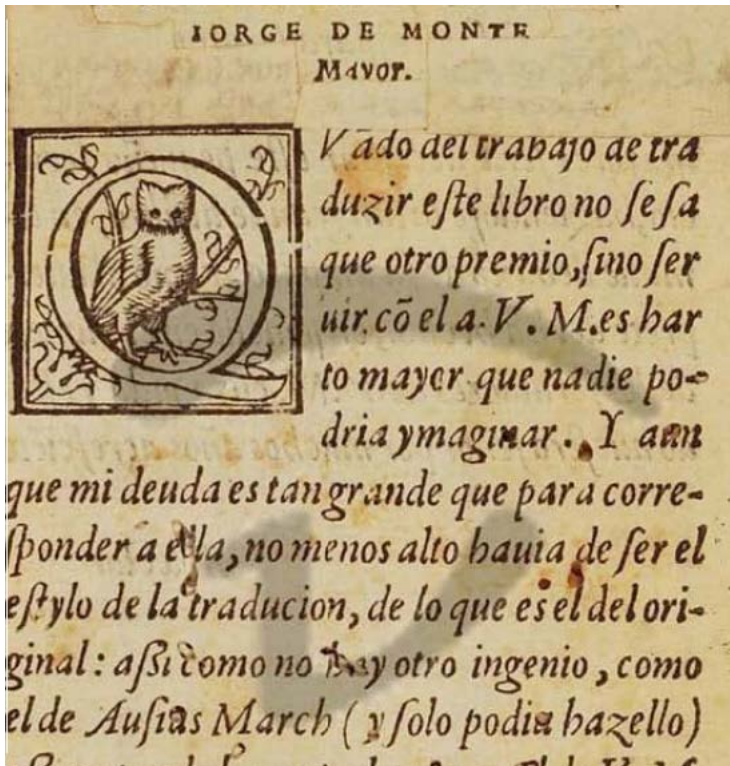 IORGE DE MONTE
Mayor.
QVãdo del trabajo de tra
duzir eſte libro no ſe ſa
que otro premio, ſino ſer
uir cõ el a. V. M. es har
to mayor que nadie po-
dria ymaginar. Y aun
que mi deuda es tan grande que para corre-
ſponder a ella, no menos alto hauia de ſer el
eſtylo de la traducion, de lo que es el del ori-
ginal: aſsi como no hay otro ingenio, como
el de Auſias March (y ſolo podia hazello)